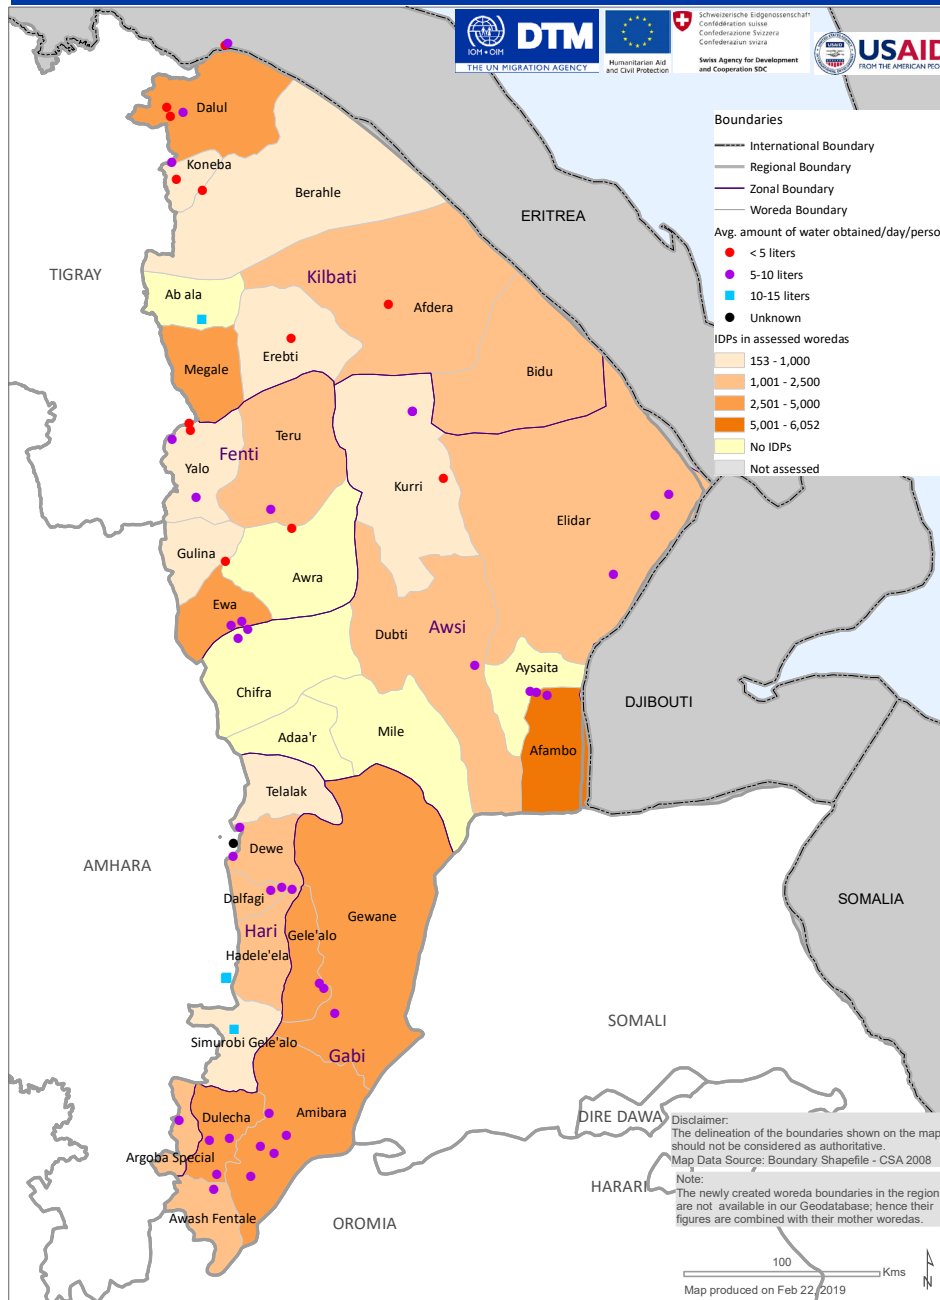 IOM • OIM
DTM
THE UN MIGRATION AGENCY
Humanitarian Aid
and Civil Protection
Schweizerische Eidgenossenschaft
Confédération suisse
Confederazione Svizzera
Confederaziun svizra
Swiss Agency for Development
and Cooperation SDC
USAID
USAID
FROM THE AMERICAN PEO
Boundaries
International Boundary
Regional Boundary
Zonal Boundary
Woreda Boundary
Avg. amount of water obtained/day/perso
< 5 liters
5-10 liters
10-15 liters
Unknown
IDPs in assessed woredas
153 - 1,000
1,001 - 2,500
2,501 - 5,000
5,001 - 6,052
No IDPs
Not assessed
Dalul
Koneba
Berahle
ERITREA
TIGRAY
Kilbati
Ab ala
Afdera
Erebti
Megale
Bidu
Teru
Fenti
Yalo
Kurri
Elidar
Gulina
Awra
Ewa
Dubti
Awsi
Aysaita
Chifra
DJIBOUTI
Mile
Adaa'r
Afambo
Telalak
Dewe
AMHARA
Dalfagi
SOMALIA
Gewane
Hari
Gele'alo
Hadele'ela
SOMALI
Simurobi Gele'alo
Gabi
Amibara
Dulecha
DIRE DAWA
Argoba Special
HARARI
Awash Fentale
OROMIA
Disclaimer:
The delineation of the boundaries shown on the map
should not be considered as authoritative.
Map Data Source: Boundary Shapefile - CSA 2008
Note:
The newly created woreda boundaries in the region
are not available in our Geodatabase; hence their
figures are combined with their mother woredas.
100
Kms
N
Map produced on Feb 22, 2019